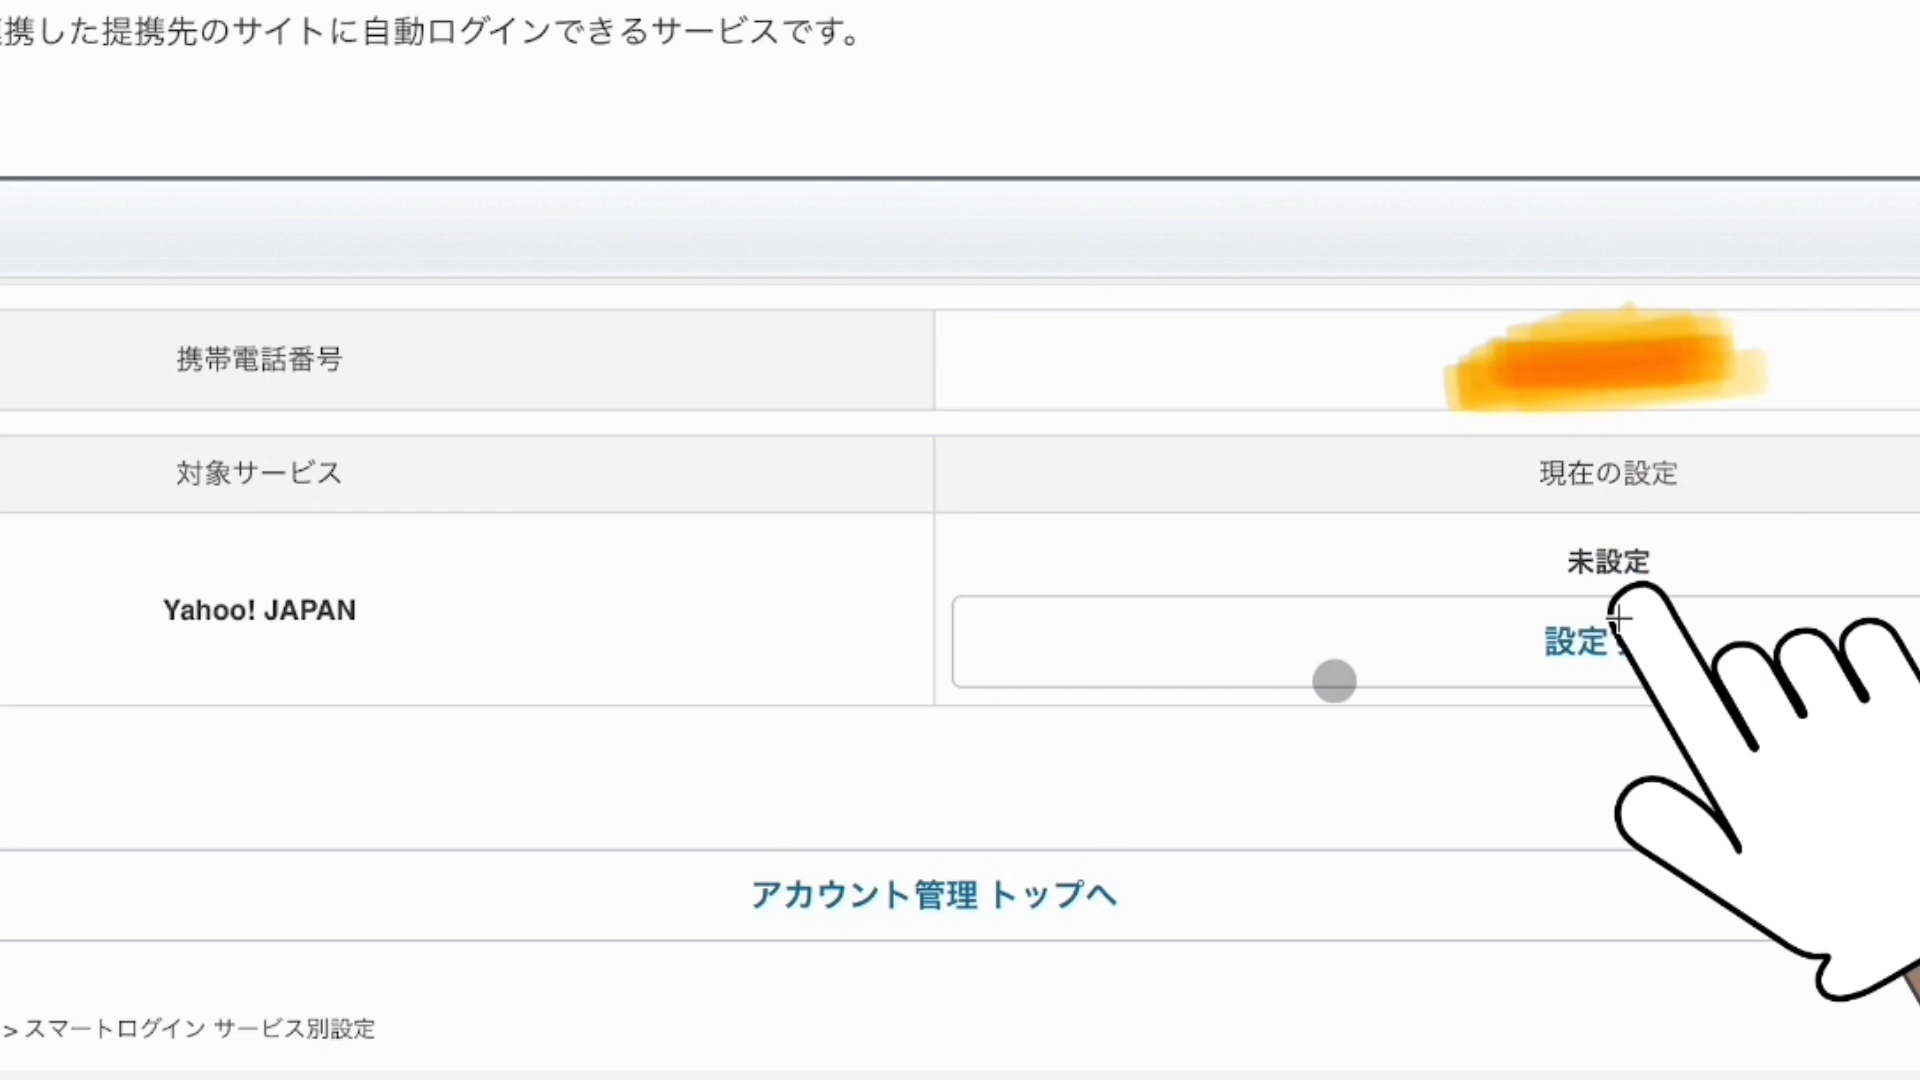 携した提携先のサイトに自動ログインできるサービスです。
携帯電話番号
対象サービス
現在の設定
未設定
Yahoo! JAPAN
設定
アカウント管理 トップへ
> スマートログイン サービス別設定